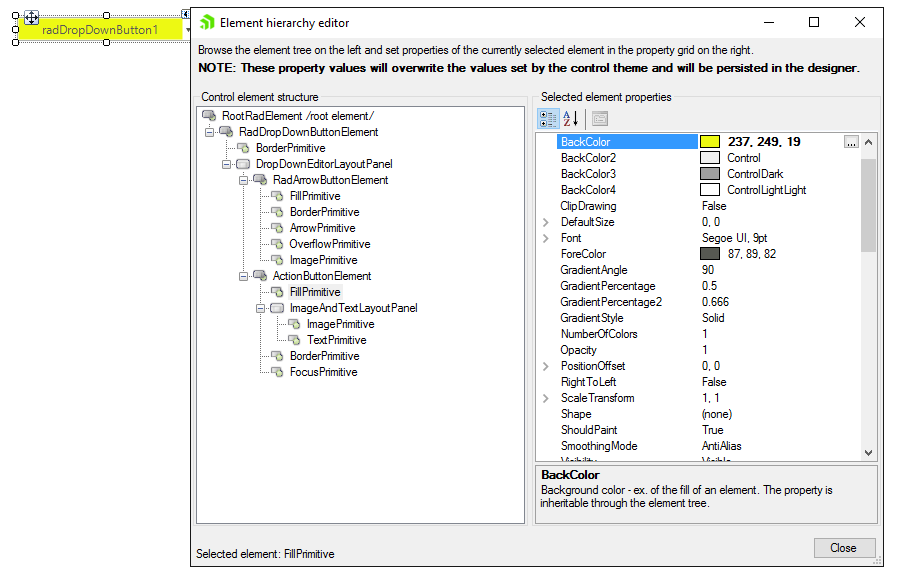 radDropDownButton1
Element hierarchy editor
Browse the element tree on the left and set properties of the currently selected element in the property grid on the right.
NOTE: These property values will overwrite the values set by the control theme and will be persisted in the designer.
Control element structure
RootRadElement /root element/
RadDropDownButtonElement
BorderPrimitive
DropDownEditorLayoutPanel
RadArrowButtonElement
FillPrimitive
BorderPrimitive
ArrowPrimitive
OverflowPrimitive
ImagePrimitive
ActionButtonElement
FillPrimitive
ImageAndTextLayoutPanel
ImagePrimitive
TextPrimitive
BorderPrimitive
FocusPrimitive
Selected element properties
BackColor 237, 249, 19 ...
BackColor2 Control
BackColor3 ControlDark
BackColor4 ControlLightLight
ClipDrawing False
DefaultSize 0, 0
Font Segoe UI, 9pt
ForeColor 87, 89, 82
GradientAngle 90
GradientPercentage 0.5
GradientPercentage2 0.666
GradientStyle Solid
NumberOfColors 1
Opacity 1
PositionOffset 0, 0
RightToLeft False
ScaleTransform 1, 1
Shape (none)
ShouldPaint True
SmoothingMode AntiAlias
Visibility Visible
BackColor
Background color - ex. of the fill of an element. The property is
inheritable through the element tree.
Selected element: FillPrimitive
Close